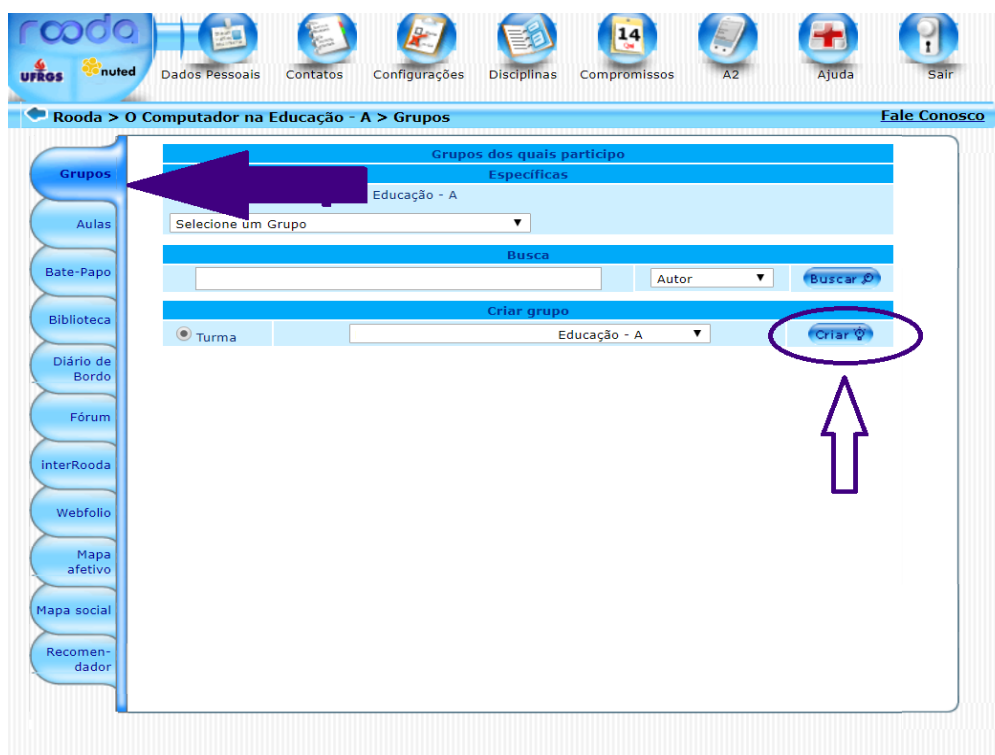 rooda
UFRGS nuted
Dados Pessoais Contatos Configurações Disciplinas Compromissos A2 Ajuda Sair
14
Rooda > O Computador na Educação - A > Grupos
Fale Conosco
Grupos
Aulas
Bate-Papo
Biblioteca
Diário de
Bordo
Fórum
interRooda
Webfolio
Mapa
afetivo
Mapa social
Recomen-
dador
Grupos dos quais participo
Específicas
Educação - A
Selecione um Grupo
Busca
Autor Buscar
Criar grupo
Turma Educação - A Criar